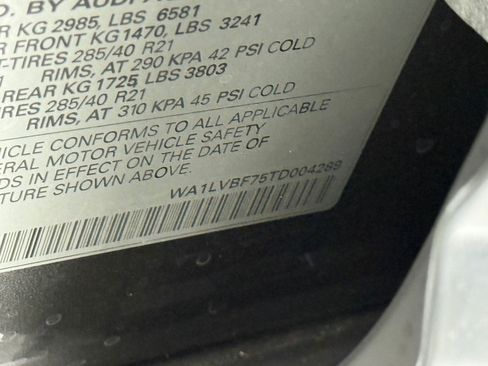 D. BY AUDI
R KG 2985, LBS 6581
R FRONT KG1470, LBS 3241
-TIRES 285/40 R21
RIMS, AT 290 KPA 42 PSI COLD
REAR KG 1725, LBS 3803
RES 285/40 R21
RIMS, AT 310 KPA 45 PSI COLD
HICLE CONFORMS TO ALL APPLICABLE
ERAL MOTOR VEHICLE SAFETY
DS IN EFFECT ON THE DATE OF
TURE SHOWN ABOVE.
WA1LVBF75TD004289